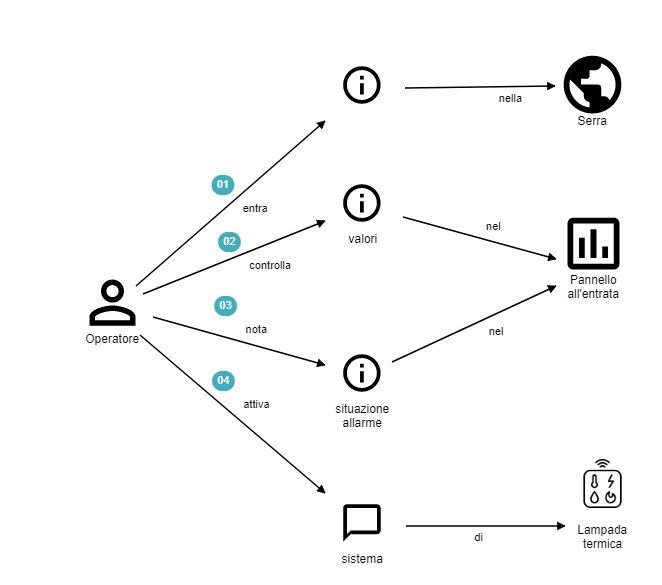 01
entra
nella
Serra
02
controlla
valori
nel
Pannello
all'entrata
Operatore
03
nota
situazione
allarme
nel
04
attiva
sistema
di
Lampada
termica